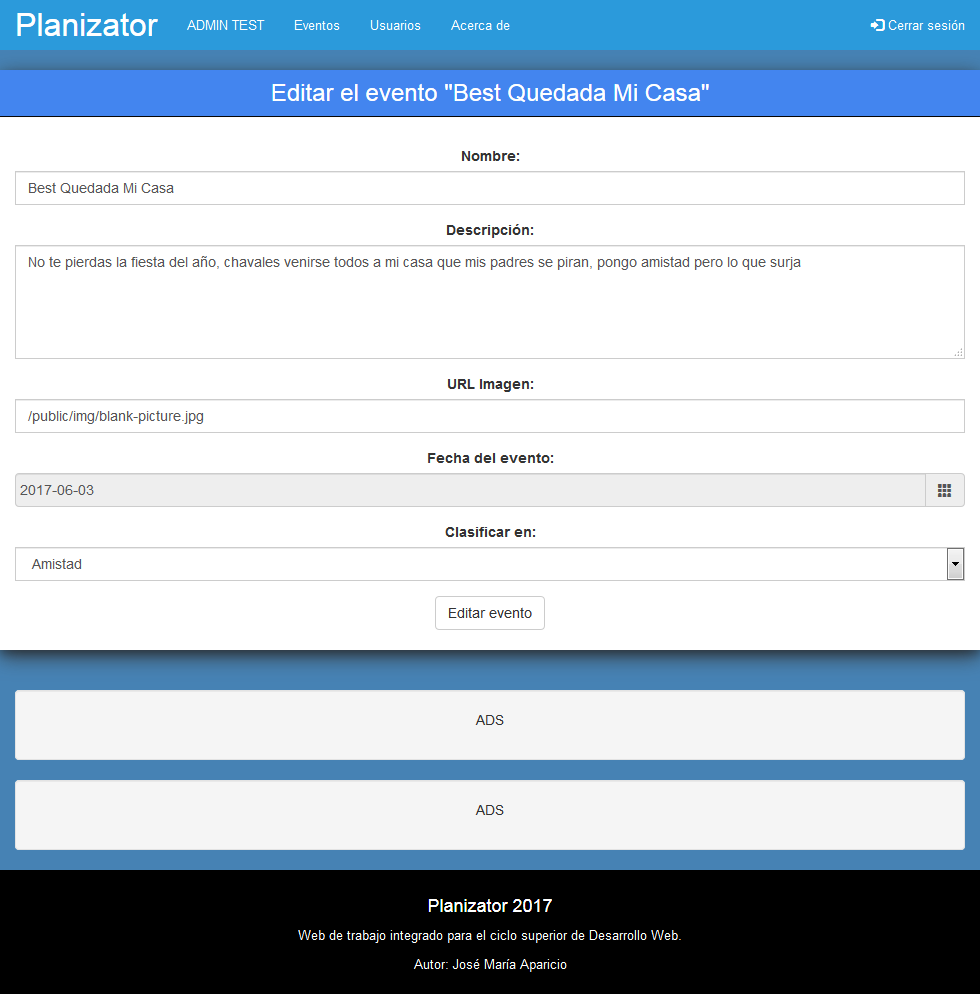 Planizator ADMIN TEST Eventos Usuarios Acerca de Cerrar sesión
Editar el evento "Best Quedada Mi Casa"
Nombre:
Best Quedada Mi Casa
Descripción:
No te pierdas la fiesta del año, chavales venirse todos a mi casa que mis padres se piran, pongo amistad pero lo que surja
URL Imagen:
/public/img/blank-picture.jpg
Fecha del evento:
2017-06-03
Clasificar en:
Amistad
Editar evento
ADS
ADS
Planizator 2017
Web de trabajo integrado para el ciclo superior de Desarrollo Web.
Autor: José María Aparicio